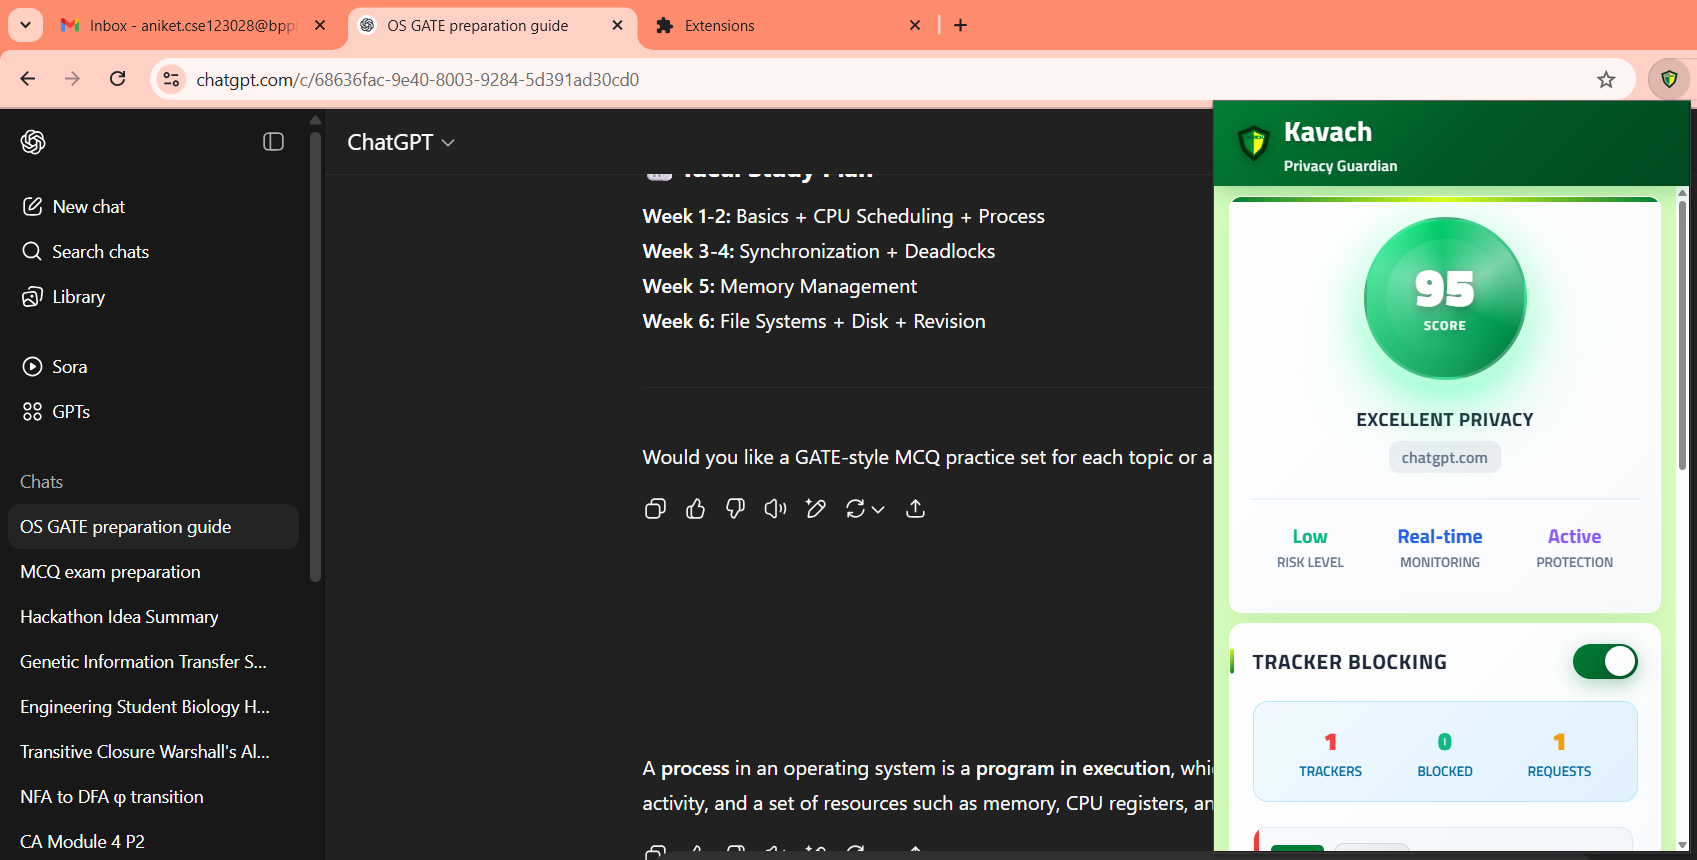 Inbox - aniket.cse123028@bpp
OS GATE preparation guide
Extensions
chatgpt.com/c/68636fac-9e40-8003-9284-5d391ad30cd0
New chat
Search chats
Library
Sora
GPTs
Chats
OS GATE preparation guide
MCQ exam preparation
Hackathon Idea Summary
Genetic Information Transfer S...
Engineering Student Biology H...
Transitive Closure Warshall's Al...
NFA to DFA φ transition
CA Module 4 P2
ChatGPT
Ideal Study Plan
Week 1-2: Basics + CPU Scheduling + Process
Week 3-4: Synchronization + Deadlocks
Week 5: Memory Management
Week 6: File Systems + Disk + Revision
Would you like a GATE-style MCQ practice set for each topic or a
A process in an operating system is a program in execution, whi
activity, and a set of resources such as memory, CPU registers, an
Kavach
Privacy Guardian
95
SCORE
EXCELLENT PRIVACY
chatgpt.com
Low
RISK LEVEL
Real-time
MONITORING
Active
PROTECTION
TRACKER BLOCKING
1
TRACKERS
0
BLOCKED
1
REQUESTS